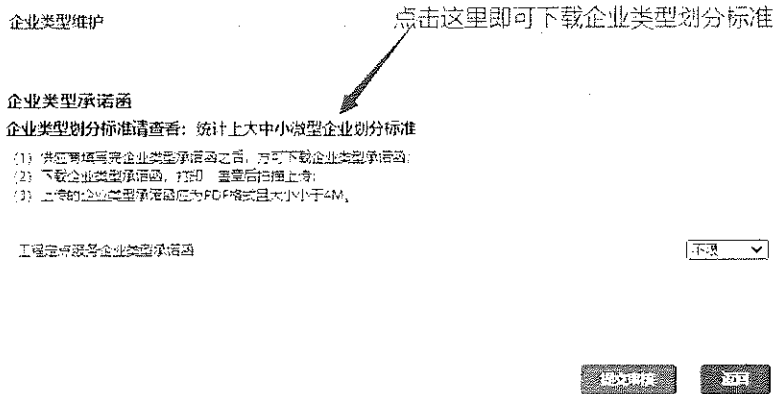 企业类型维护
点击这里即可下载企业类型划分标准
企业类型承诺函
企业类型划分标准请查看：统计上大中小微型企业划分标准
(1) 供应商填写完企业类型承诺函之后，方可下载企业类型承诺函；
(2) 下载企业类型承诺函，打印、盖章后扫描上传；
(3) 上传的企业类型承诺函应为PDF格式且大小小于4M。
工程定点服务企业类型承诺函
提交审核
返回